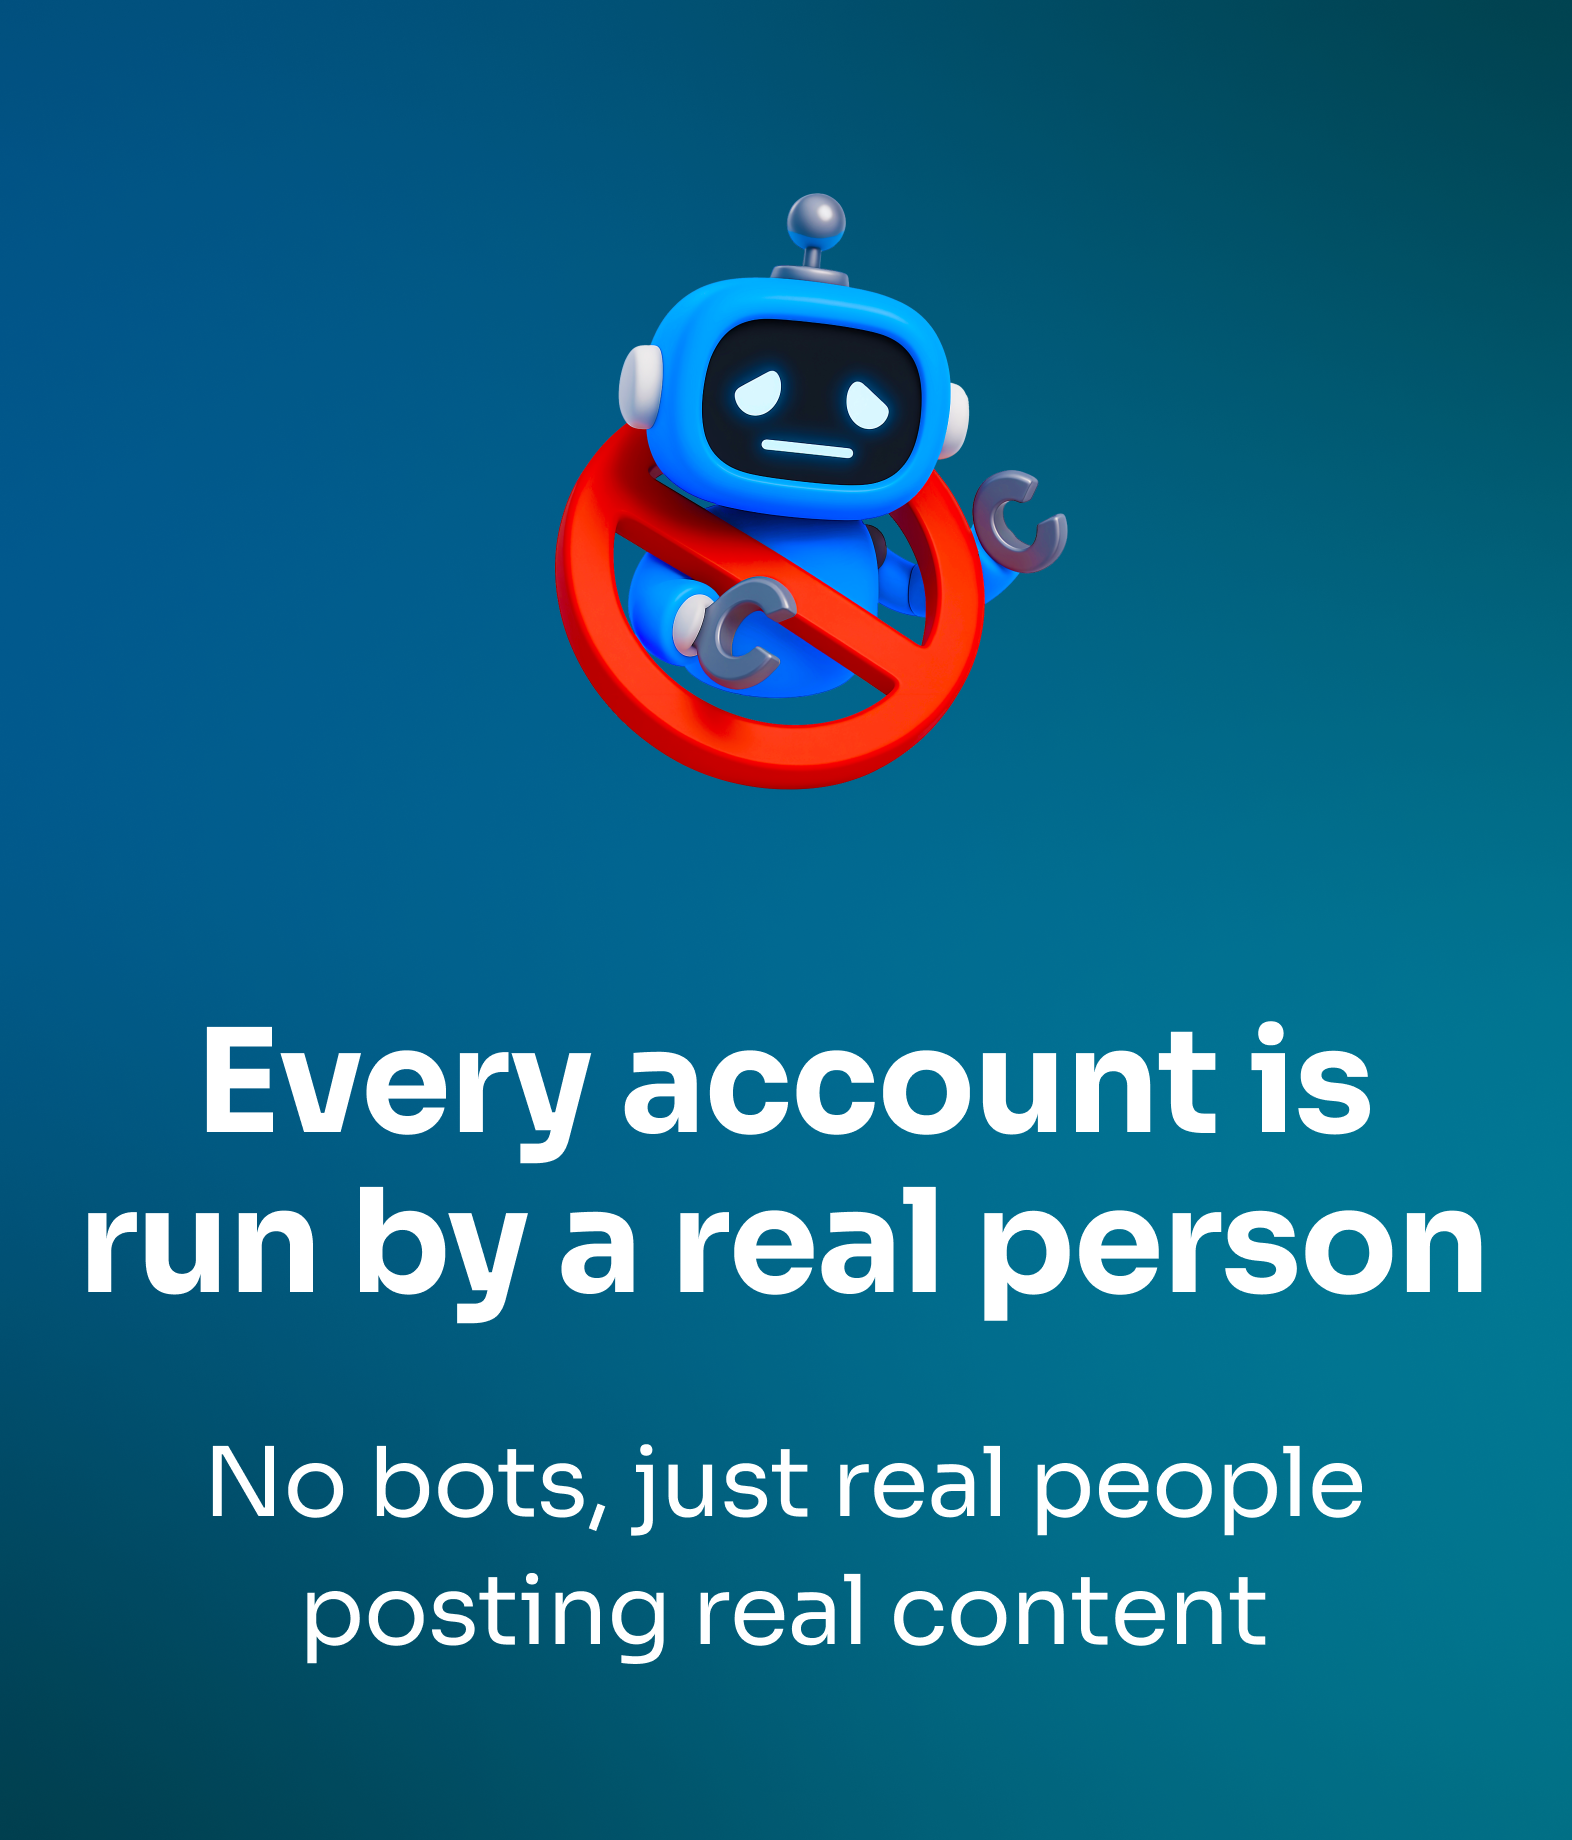 Every account is
run by a real person
No bots, just real people
posting real content